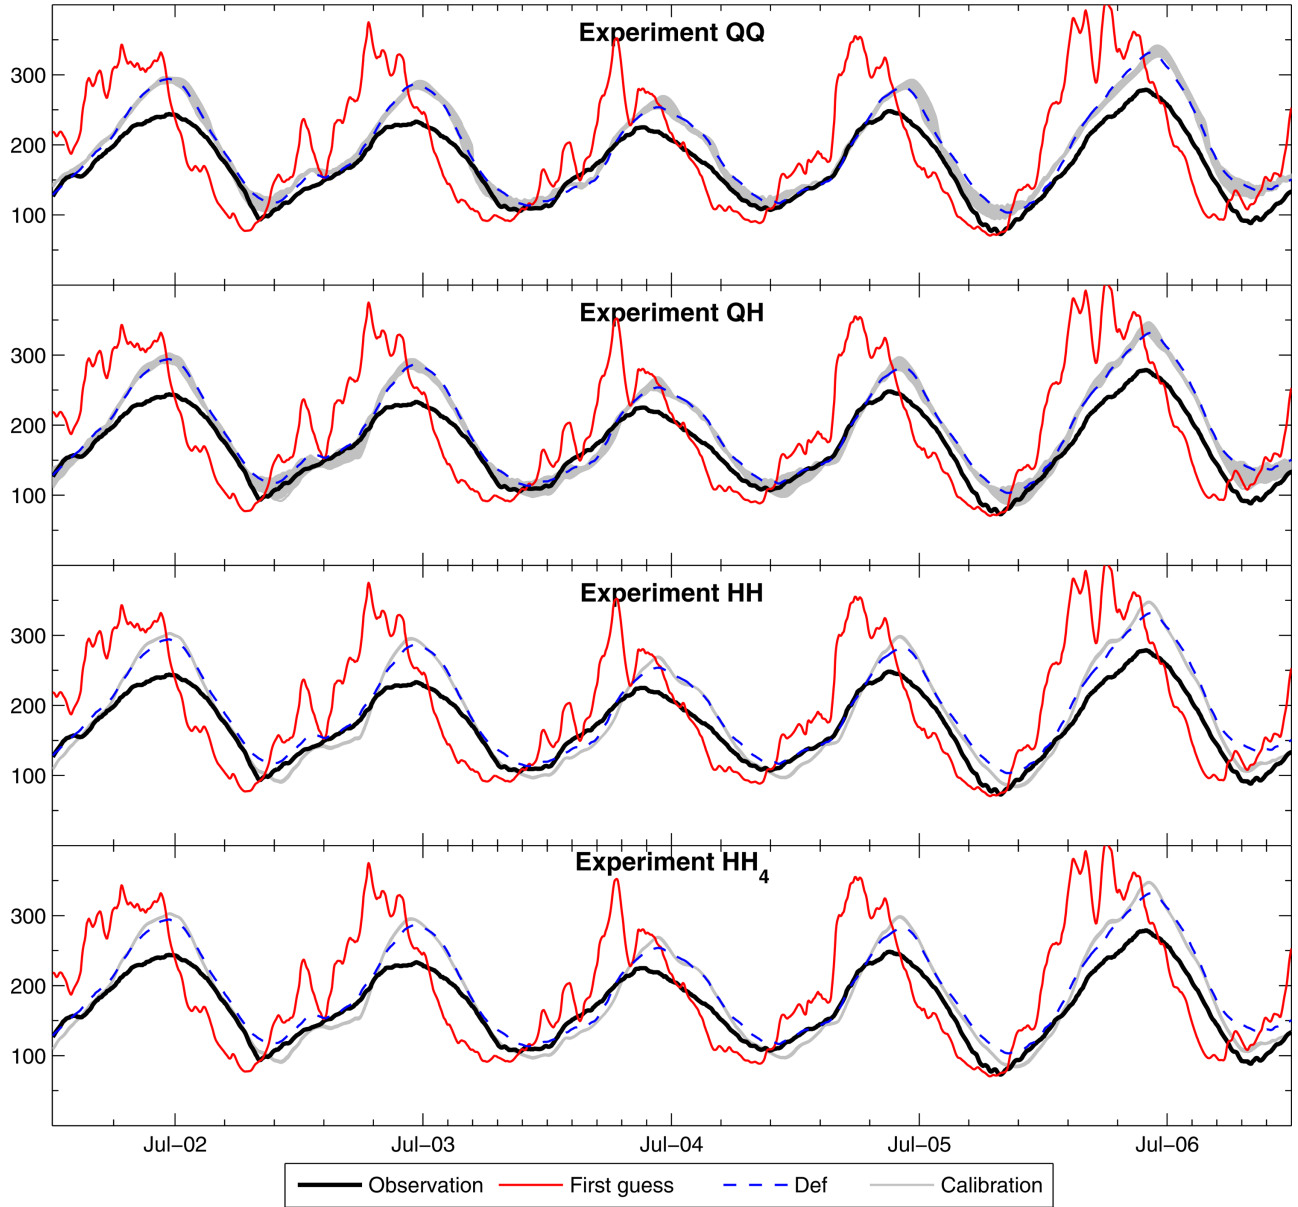 Experiment QQ
300
200
100
Experiment QH
300
200
100
Experiment HH
300
200
100
Experiment HH4
300
200
100
Jul–02 Jul–03 Jul–04 Jul–05 Jul–06
Observation First guess Def Calibration